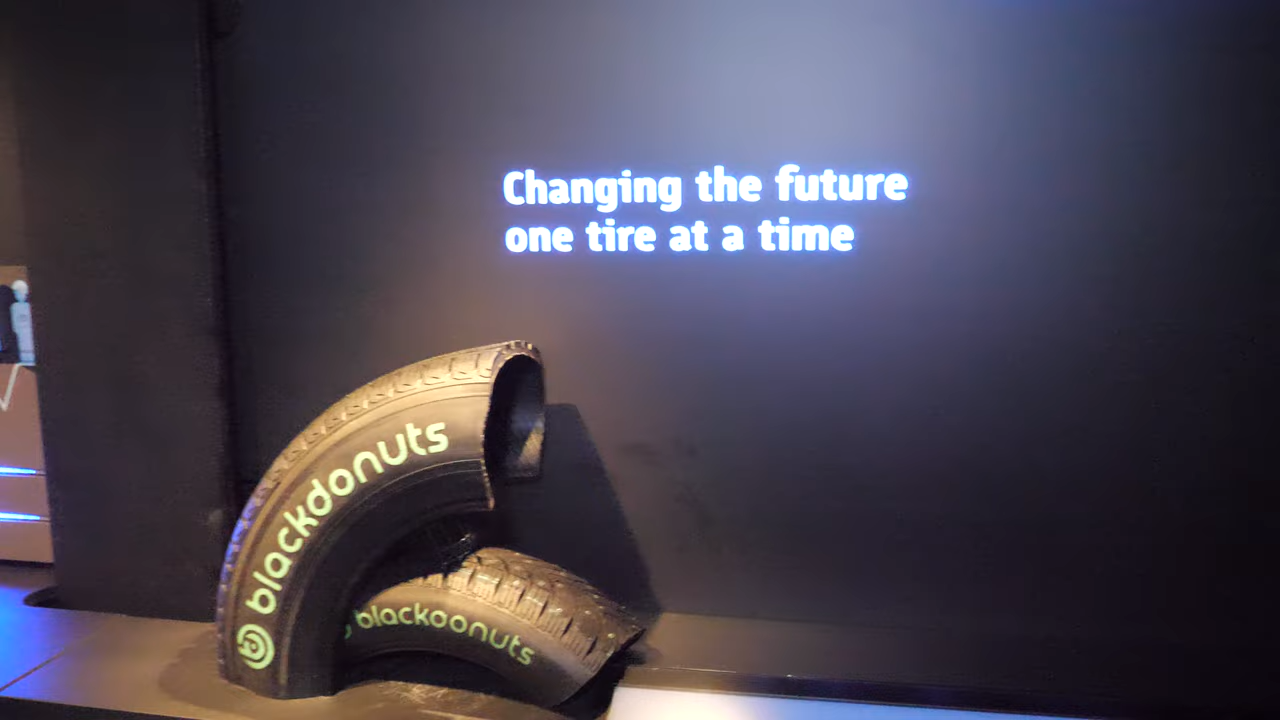 Changing the future
one tire at a time
blackdonuts
blackdonuts